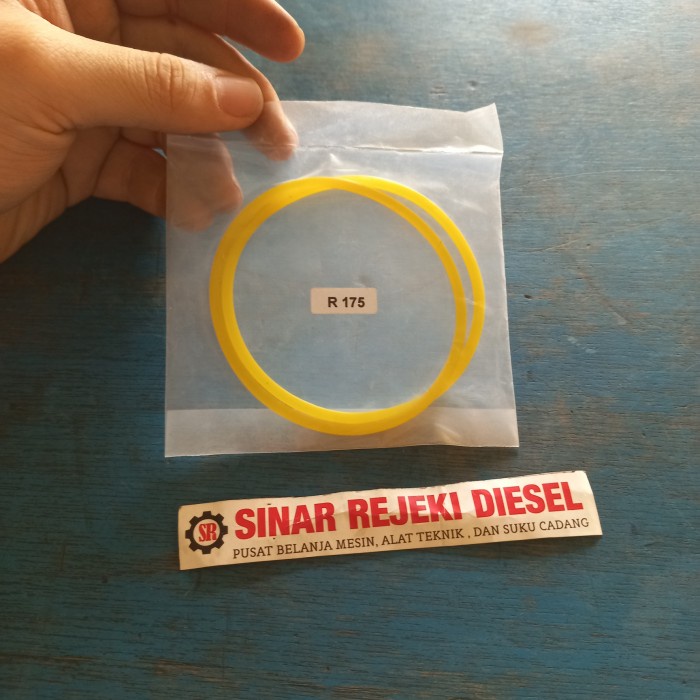 R 175
SR
SINAR REJEKI DIESEL
PUSAT BELANJA MESIN, ALAT TEKNIK , DAN SUKU CADANG